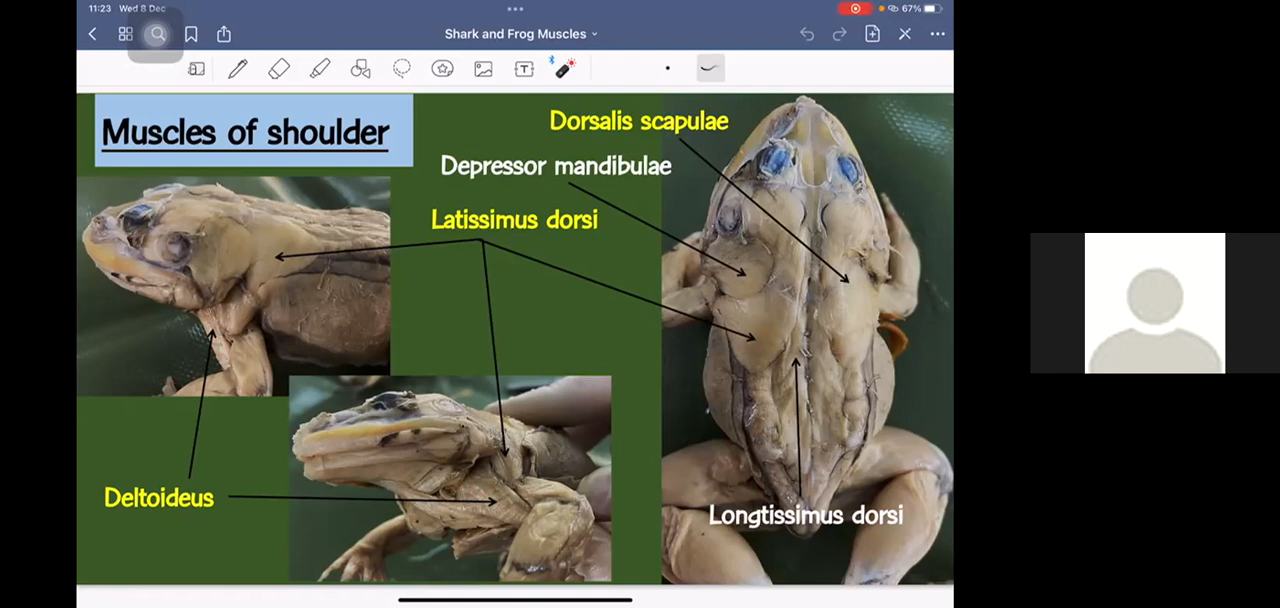 11:23 Wed 8 Dec
67%
Shark and Frog Muscles
T
Muscles of shoulder
Dorsalis scapulae
Depressor mandibulae
Latissimus dorsi
Deltoideus
Longtissimus dorsi